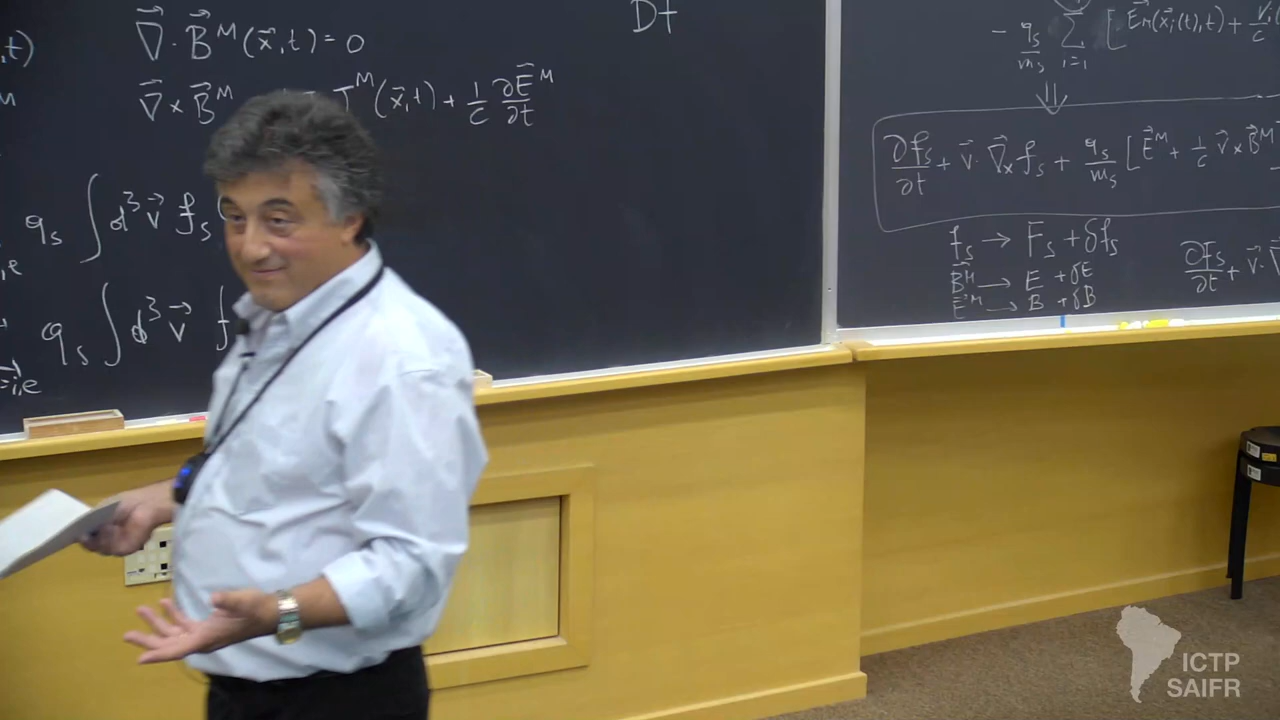 ∇⃗ · B⃗ᴹ(x⃗,t) = 0
∇⃗ × B⃗ᴹ J⃗ᴹ(x⃗,t) + 1/c ∂E⃗ᴹ/∂t
q_s ∫ d³v⃗ f_s
q_s ∫ d³v⃗ f
=i,e
Dt
- q_s/m_s Σ_{i=1} [ E⃗m(x⃗_i(t),t) +
⇓
∂f_s/∂t + v⃗ · ∇⃗_x f_s + q_s/m_s [ E⃗ᴹ + 1/c v⃗ × B⃗ᴹ
f_s → F_s + δf_s
B⃗ᴹ → E + δE
E⃗ᴹ → B + δB
∂F_s/∂t + v⃗ · ∇
ICTP
SAIFR